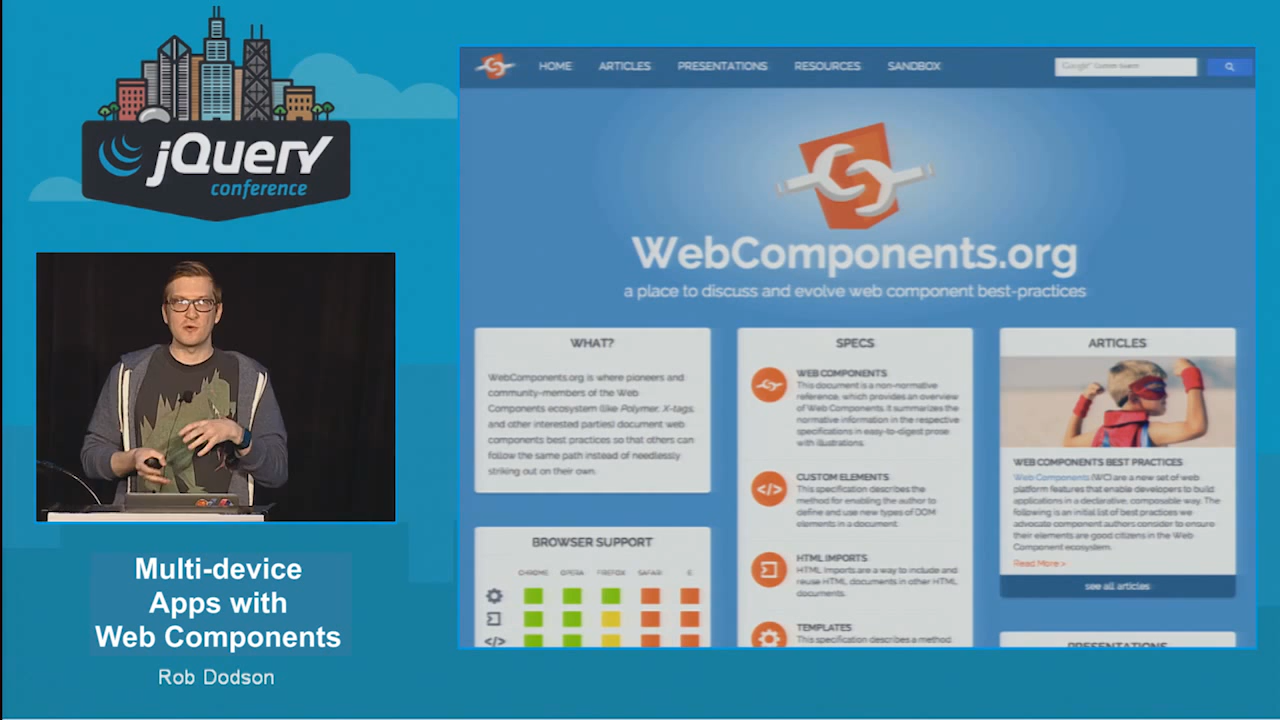 jQuery
conference
Multi-device
Apps with
Web Components
Rob Dodson
HOME ARTICLES PRESENTATIONS RESOURCES SANDBOX
Google™ Custom Search
WebComponents.org
a place to discuss and evolve web component best-practices
WHAT?
WebComponents.org is where pioneers and
community-members of the Web
Components ecosystem (like Polymer, X-tags,
and other interested parties) document web
components best practices so that others can
follow the same path instead of needlessly
striking out on their own.
BROWSER SUPPORT
CHROME OPERA FIREFOX SAFARI IE
SPECS
WEB COMPONENTS
This document is a non-normative
reference, which provides an overview
of Web Components. It summarizes the
normative information in the respective
specifications in easy-to-digest prose
with illustrations.
CUSTOM ELEMENTS
This specification describes the
method for enabling the author to
define and use new types of DOM
elements in a document.
HTML IMPORTS
HTML Imports are a way to include and
reuse HTML documents in other HTML
documents.
TEMPLATES
This specification describes a method
ARTICLES
WEB COMPONENTS BEST PRACTICES
Web Components (WC) are a new set of web
platform features that enable developers to build
applications in a declarative, composable way. The
following is an initial list of best practices we
advocate component authors consider to ensure
their elements are good citizens in the Web
Component ecosystem.
Read More >
see all articles
PRESENTATIONS